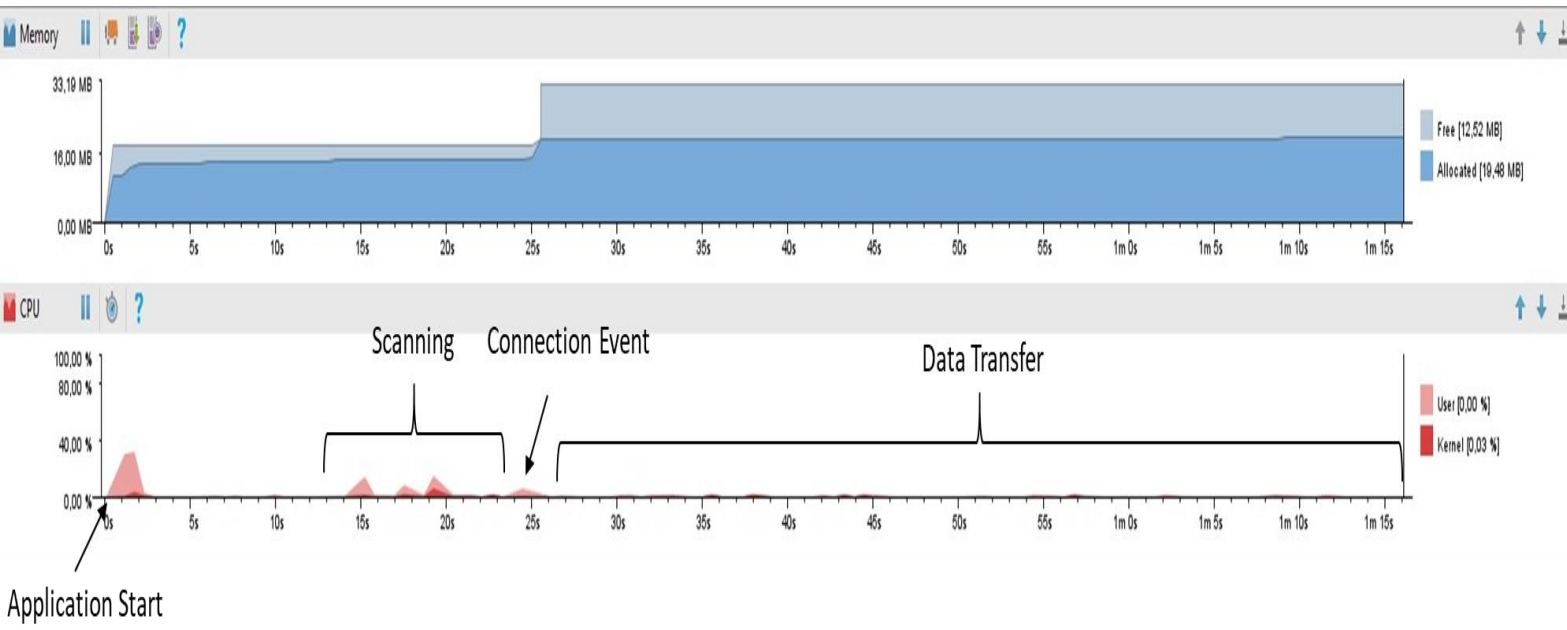 Memory ?
33,19 MB
16,00 MB
0,00 MB
Free [12,52 MB]
Allocated [19,48 MB]
0s 5s 10s 15s 20s 25s 30s 35s 40s 45s 50s 55s 1m 0s 1m 5s 1m 10s 1m 15s
CPU ?
Scanning Connection Event Data Transfer
100,00 %
80,00 %
40,00 %
0,00 %
User [0,00 %]
Kernel [0,03 %]
0s 5s 10s 15s 20s 25s 30s 35s 40s 45s 50s 55s 1m 0s 1m 5s 1m 10s 1m 15s
Application Start